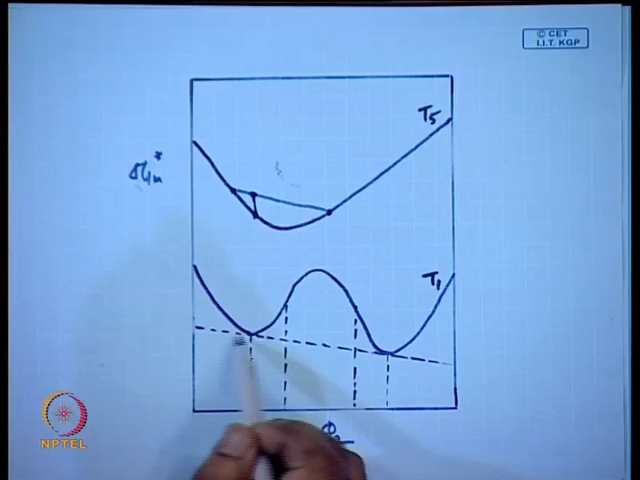 © CET
I.I.T. KGP
T5
ΔGm*
T1
NPTEL